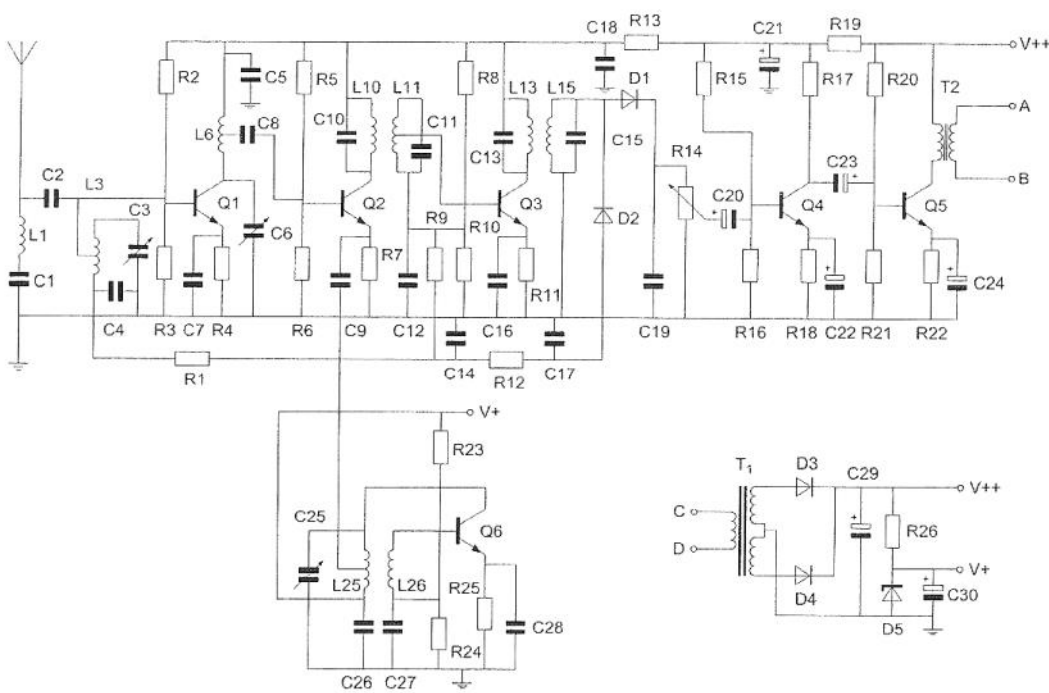 C18 R13 C21 R19
V++
R2 C5 R5 L10 L11 R8 L13 L15 D1 R15 R17 R20 T2
C8 C10 C11 A
L6 C13 C15 R14 C23
C2 L3 B
Q1 Q2 Q3 C20 Q4 Q5
C3 C6 R9 D2
L1 R7 R10
C1 R11 C24
C4 R3 C7 R4 R6 C9 C12 C16 C19 R16 R18 C22 R21 R22
R1 C14 R12 C17
V+
R23
T1 D3 C29
V++
C25 Q6 C
R26
D
L25 L26 R25 V+
D4 C30
C28 D5
R24
C26 C27